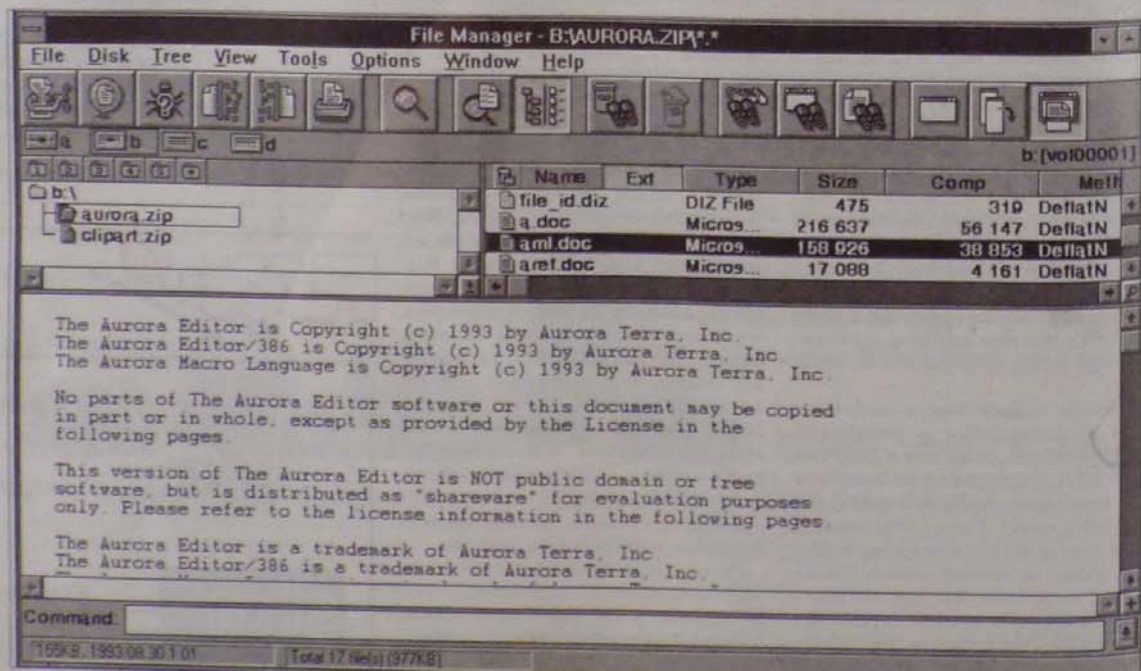 File Manager - B:\AURORA.ZIP\*.*
File Disk Tree View Tools Options Window Help
a b c d
b: [vol00001]
1 2 3 4 5
b:\
aurora.zip
clipart.zip
Name Ext Type Size Comp Meth
file_id.diz DIZ File 475 319 DeflatN
a.doc Micros... 216 637 56 147 DeflatN
aml.doc Micros... 158 926 38 853 DeflatN
aref.doc Micros... 17 088 4 161 DeflatN
The Aurora Editor is Copyright (c) 1993 by Aurora Terra, Inc.
The Aurora Editor/386 is Copyright (c) 1993 by Aurora Terra, Inc.
The Aurora Macro Language is Copyright (c) 1993 by Aurora Terra, Inc.
No parts of The Aurora Editor software or this document may be copied
in part or in whole, except as provided by the License in the
following pages.
This version of The Aurora Editor is NOT public domain or free
software, but is distributed as "shareware" for evaluation purposes
only. Please refer to the license information in the following pages.
The Aurora Editor is a trademark of Aurora Terra, Inc.
The Aurora Editor/386 is a trademark of Aurora Terra, Inc.
Command:
155KB, 1993.08.30 1.01 Total 17 file(s) (977KB)